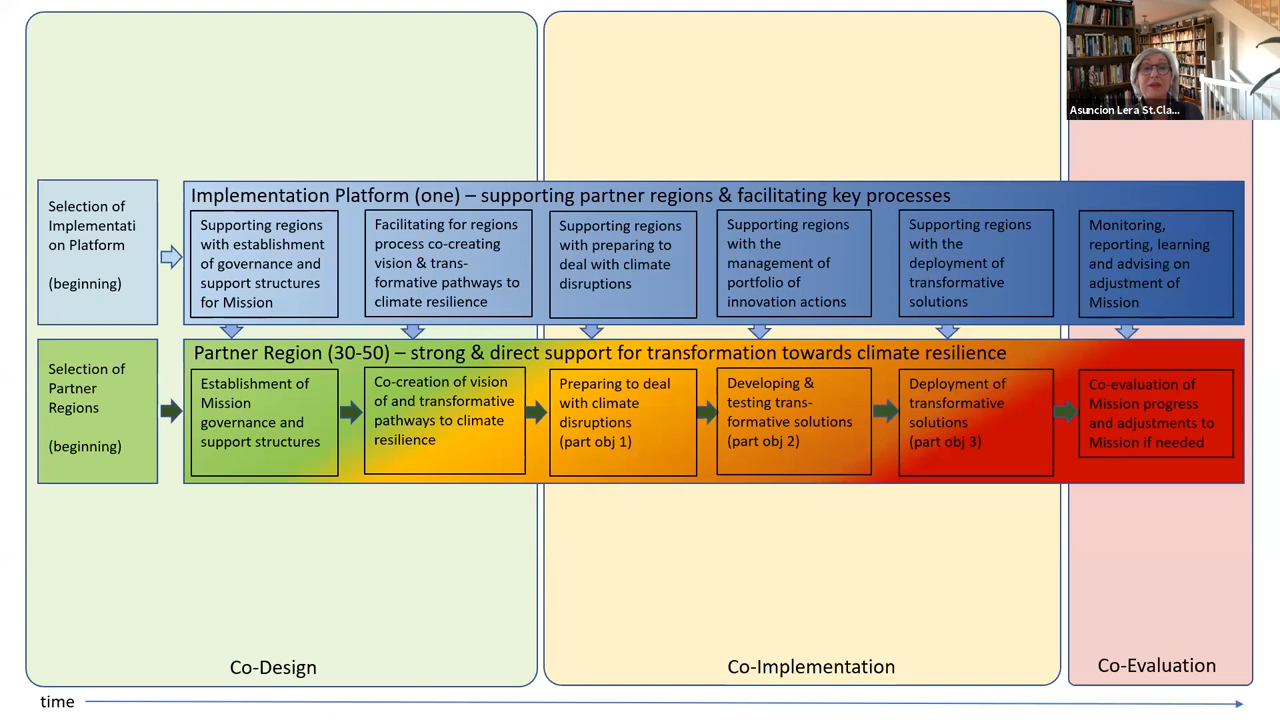 Asuncion Lera St.Cla...
Selection of
Implementati
on Platform
(beginning)
Implementation Platform (one) – supporting partner regions & facilitating key processes
Supporting regions
with establishment
of governance and
support structures
for Mission
Facilitating for regions
process co-creating
vision & trans-
formative pathways to
climate resilience
Supporting regions
with preparing to
deal with climate
disruptions
Supporting regions
with the
management of
portfolio of
innovation actions
Supporting regions
with the
deployment of
transformative
solutions
Monitoring,
reporting, learning
and advising on
adjustment of
Mission
Selection of
Partner
Regions
(beginning)
Partner Region (30-50) – strong & direct support for transformation towards climate resilience
Establishment of
Mission
governance and
support structures
Co-creation of vision
of and transformative
pathways to climate
resilience
Preparing to deal
with climate
disruptions
(part obj 1)
Developing &
testing trans-
formative solutions
(part obj 2)
Deployment of
transformative
solutions
(part obj 3)
Co-evaluation of
Mission progress
and adjustments to
Mission if needed
Co-Design
Co-Implementation
Co-Evaluation
time